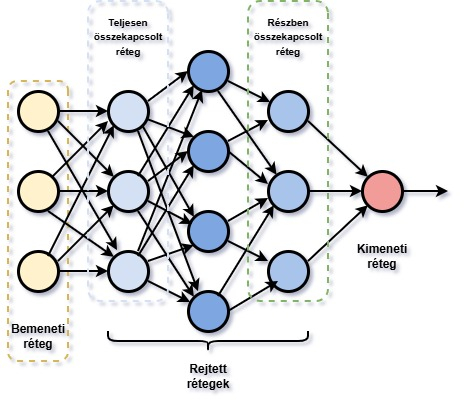 Teljesen
összekapcsolt
réteg
Részben
összekapcsolt
réteg
Bemeneti
réteg
Kimeneti
réteg
Rejtett
rétegek